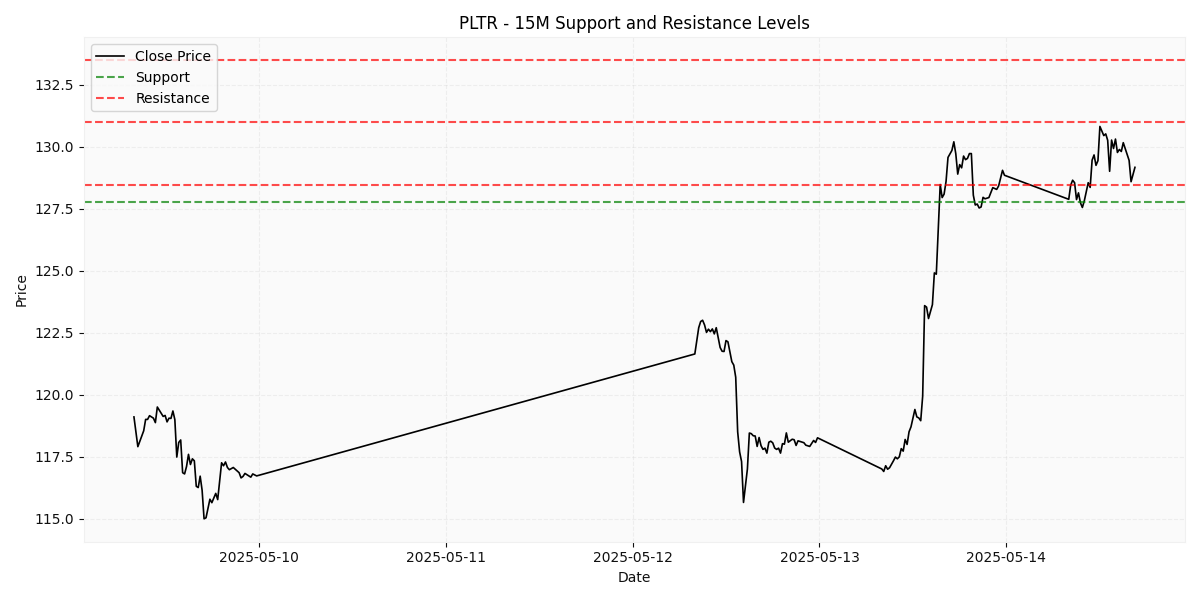 PLTR - 15M Support and Resistance Levels
Close Price
Support
Resistance
Price
132.5
130.0
127.5
125.0
122.5
120.0
117.5
115.0
2025-05-10
2025-05-11
2025-05-12
2025-05-13
2025-05-14
Date